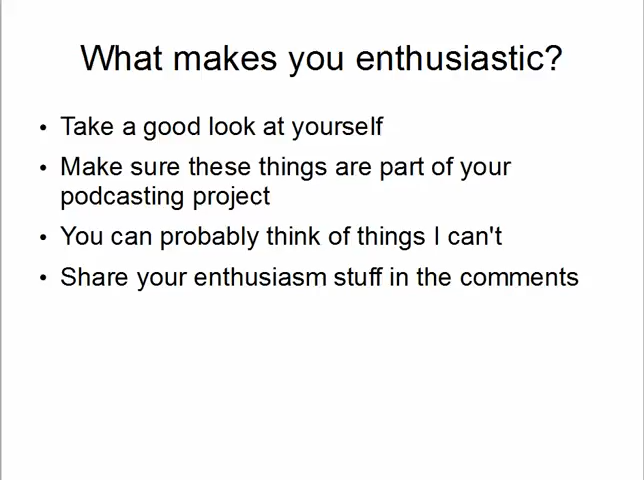 What makes you enthusiastic?
• Take a good look at yourself
• Make sure these things are part of your
podcasting project
• You can probably think of things I can't
• Share your enthusiasm stuff in the comments